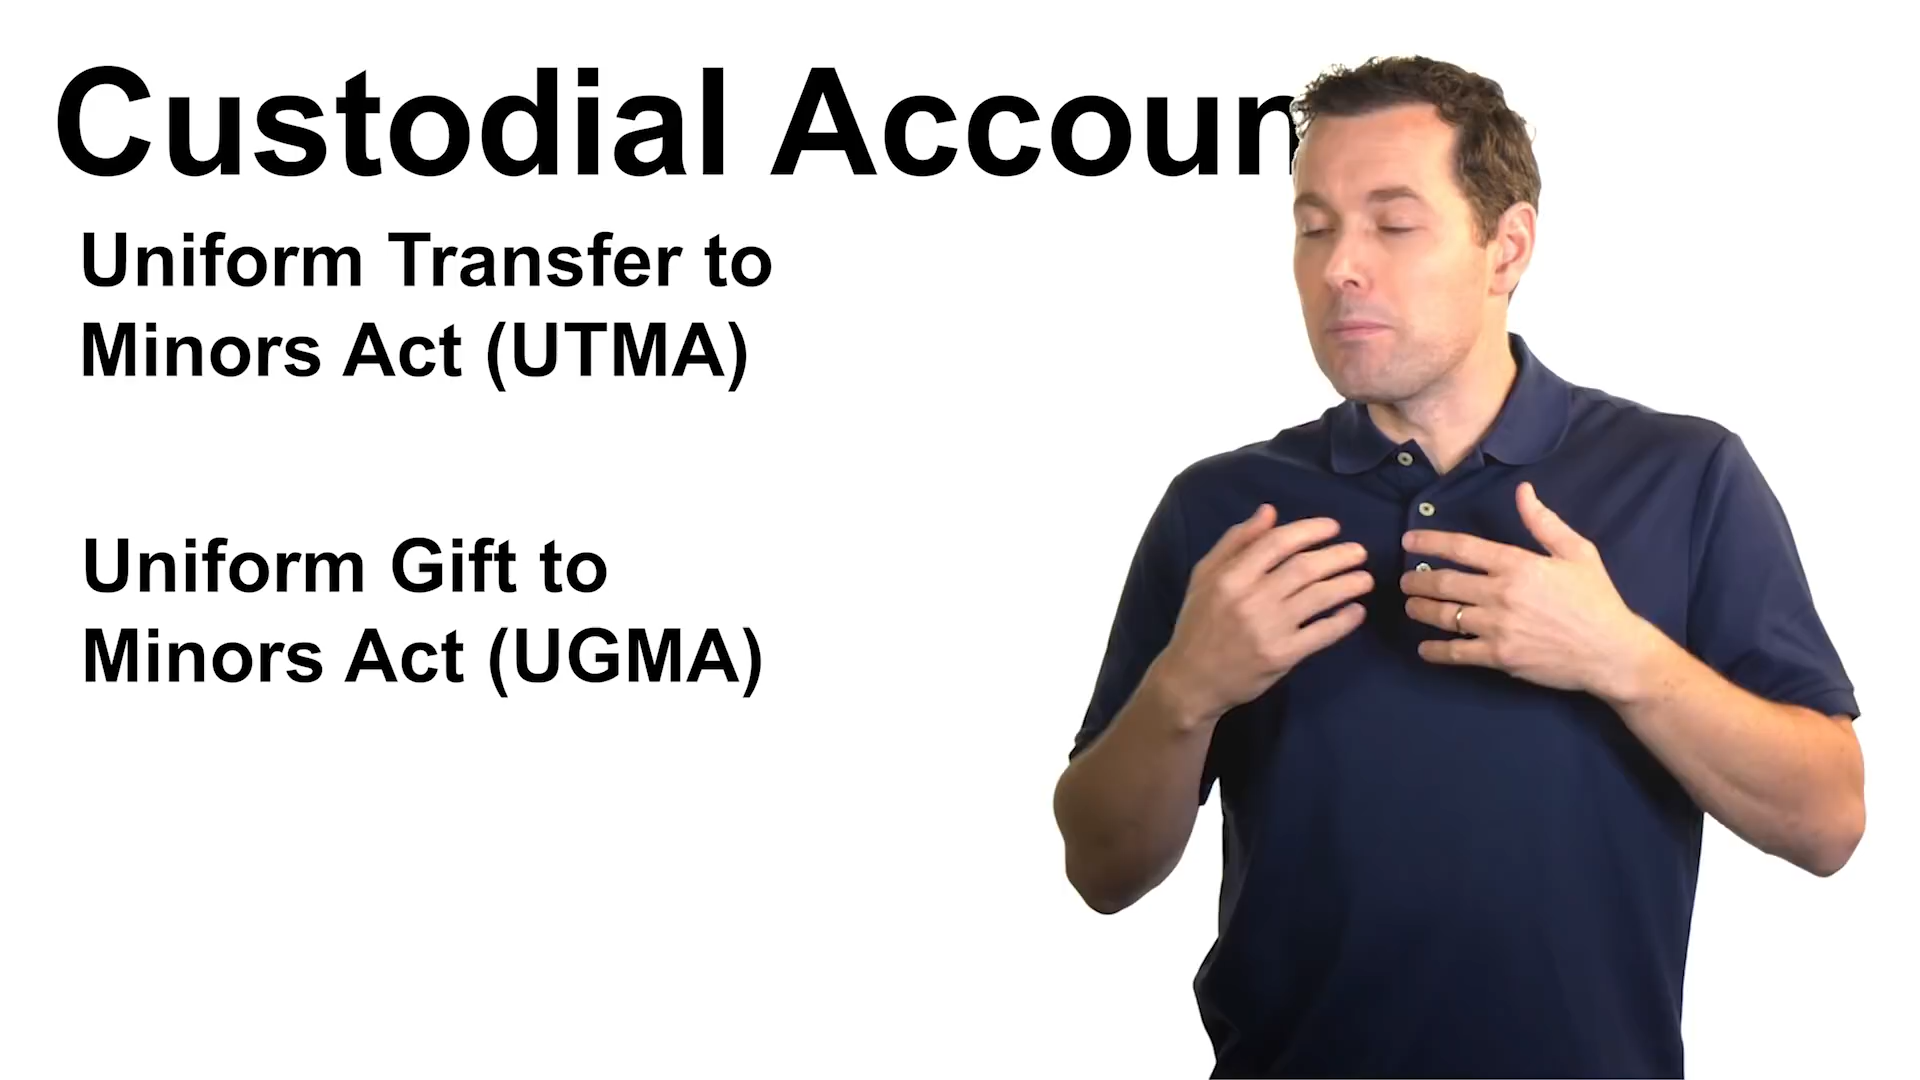 Custodial Accoun
Uniform Transfer to
Minors Act (UTMA)
Uniform Gift to
Minors Act (UGMA)